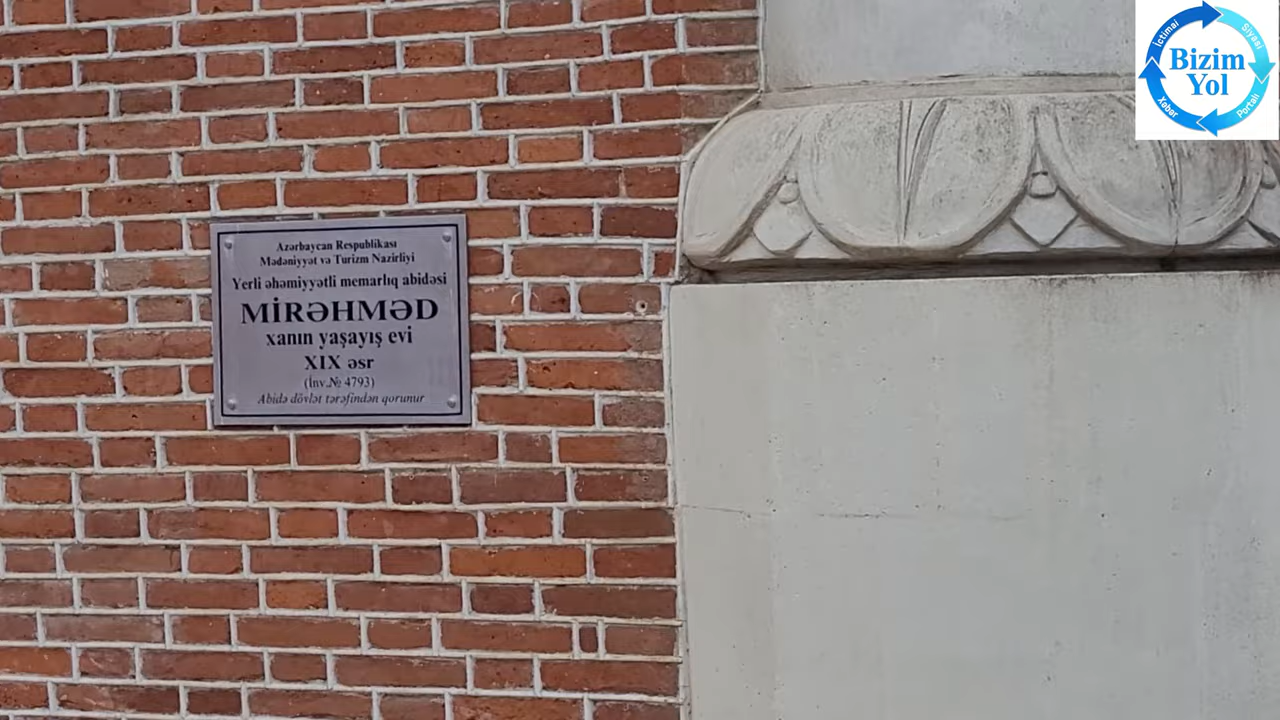 Azərbaycan Respublikası
Mədəniyyət və Turizm Nazirliyi
Yerli əhəmiyyətli memarlıq abidəsi
MİRƏHMƏD
xanın yaşayış evi
XIX əsr
(İnv.№ 4793)
Abidə dövlət tərəfindən qorunur
İctimai
Siyasi
Bizim
Yol
Xəbər
Portalı